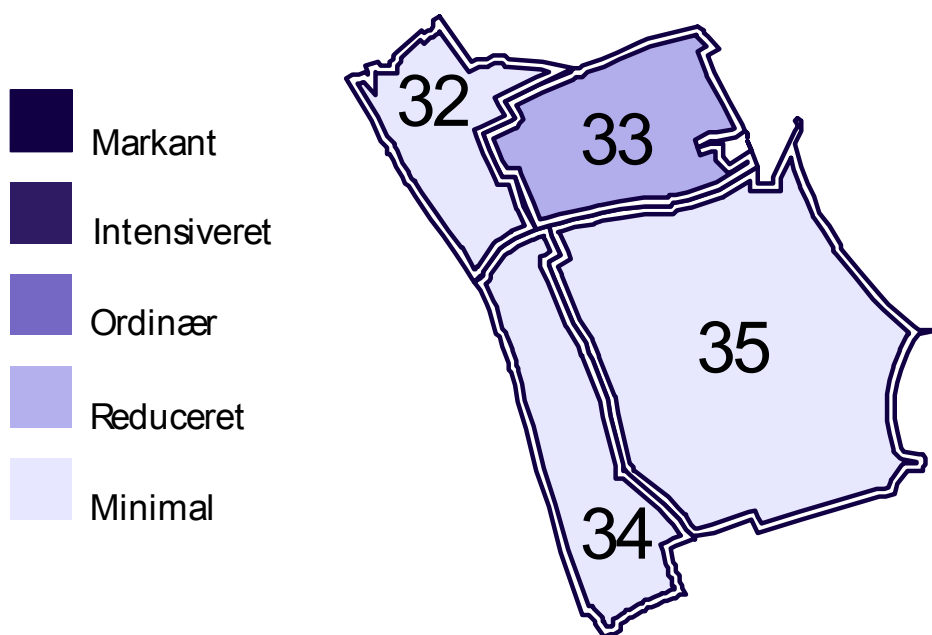 Markant
Intensiveret
Ordinær
Reduceret
Minimal
32
33
35
34